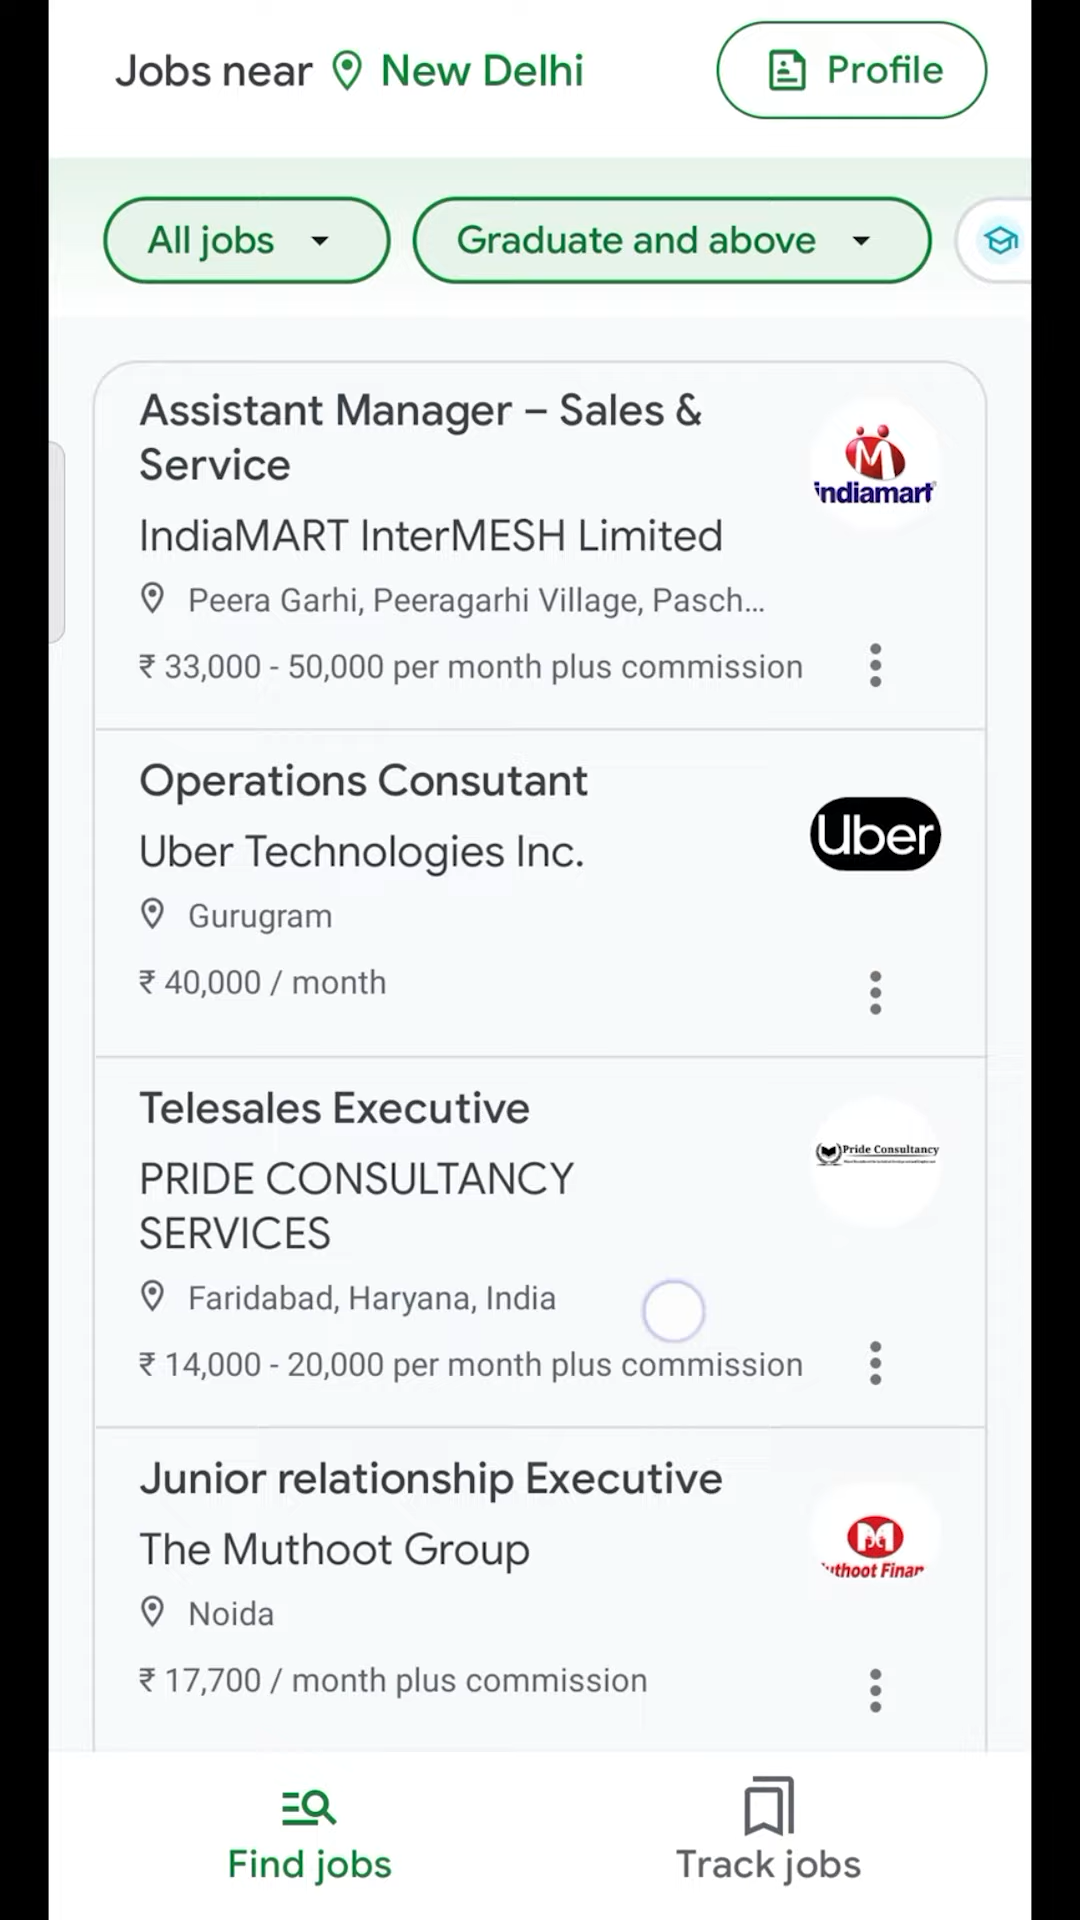 Jobs near New Delhi
Profile
All jobs
Graduate and above
Assistant Manager – Sales &
Service
indiamart
IndiaMART InterMESH Limited
Peera Garhi, Peeragarhi Village, Pasch...
₹ 33,000 - 50,000 per month plus commission
Operations Consutant
Uber
Uber Technologies Inc.
Gurugram
₹ 40,000 / month
Telesales Executive
Pride Consultancy
PRIDE CONSULTANCY
SERVICES
Faridabad, Haryana, India
₹ 14,000 - 20,000 per month plus commission
Junior relationship Executive
The Muthoot Group
Noida
₹ 17,700 / month plus commission
Find jobs
Track jobs